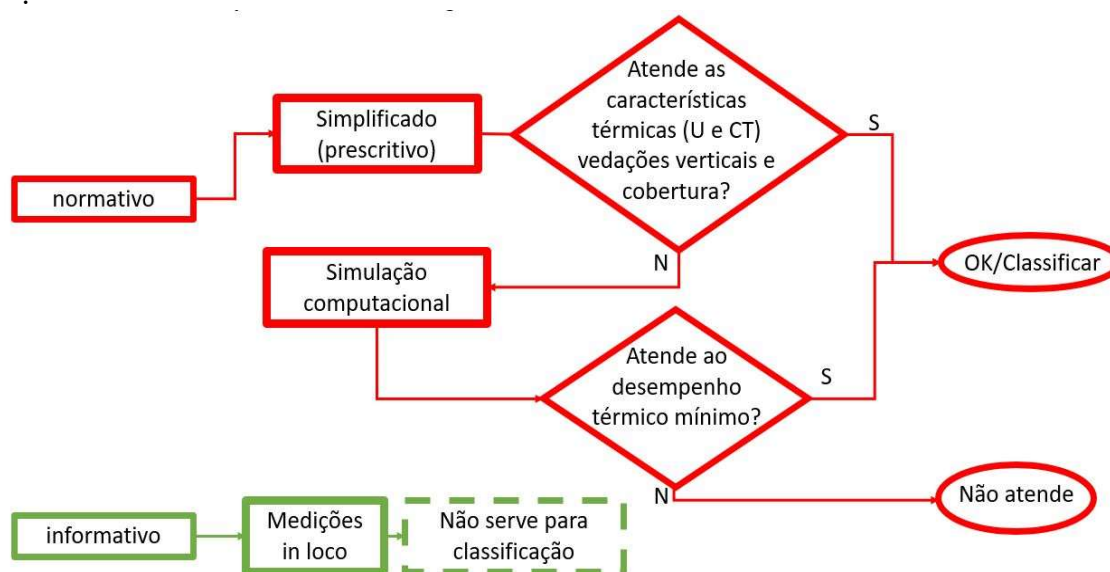 Atende as
características
térmicas (U e CT)
vedações verticais e
cobertura?
S
Simplificado
(prescritivo)
normativo
N
OK/Classificar
Simulação
computacional
Atende ao
desempenho
térmico mínimo?
S
N
Não atende
informativo
Medições
in loco
Não serve para
classificação